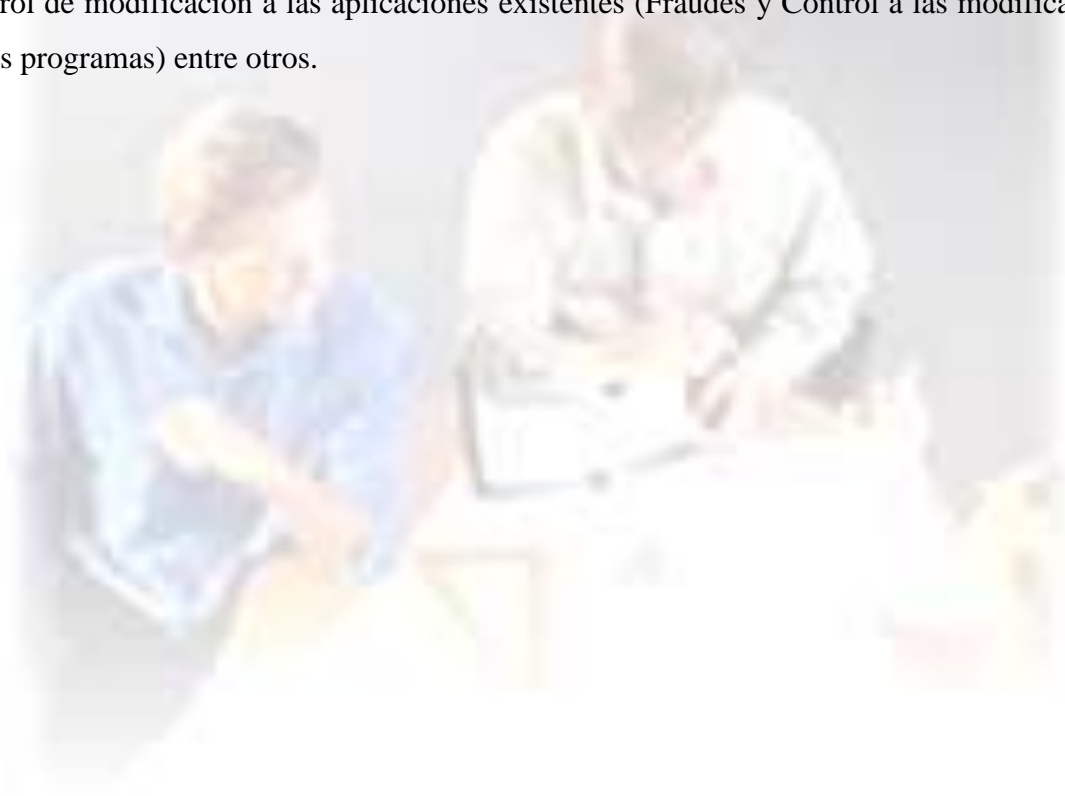 rol de modificación a las aplicaciones existentes (Fraudes y Control a las modifica
s programas) entre otros.